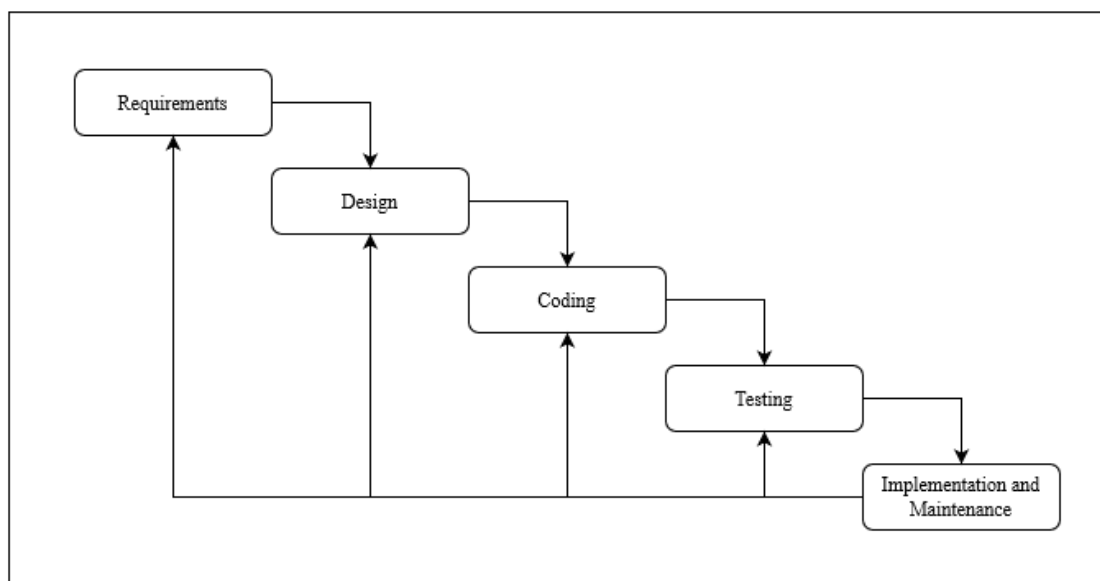 Requirements
Design
Coding
Testing
Implementation and
Maintenance